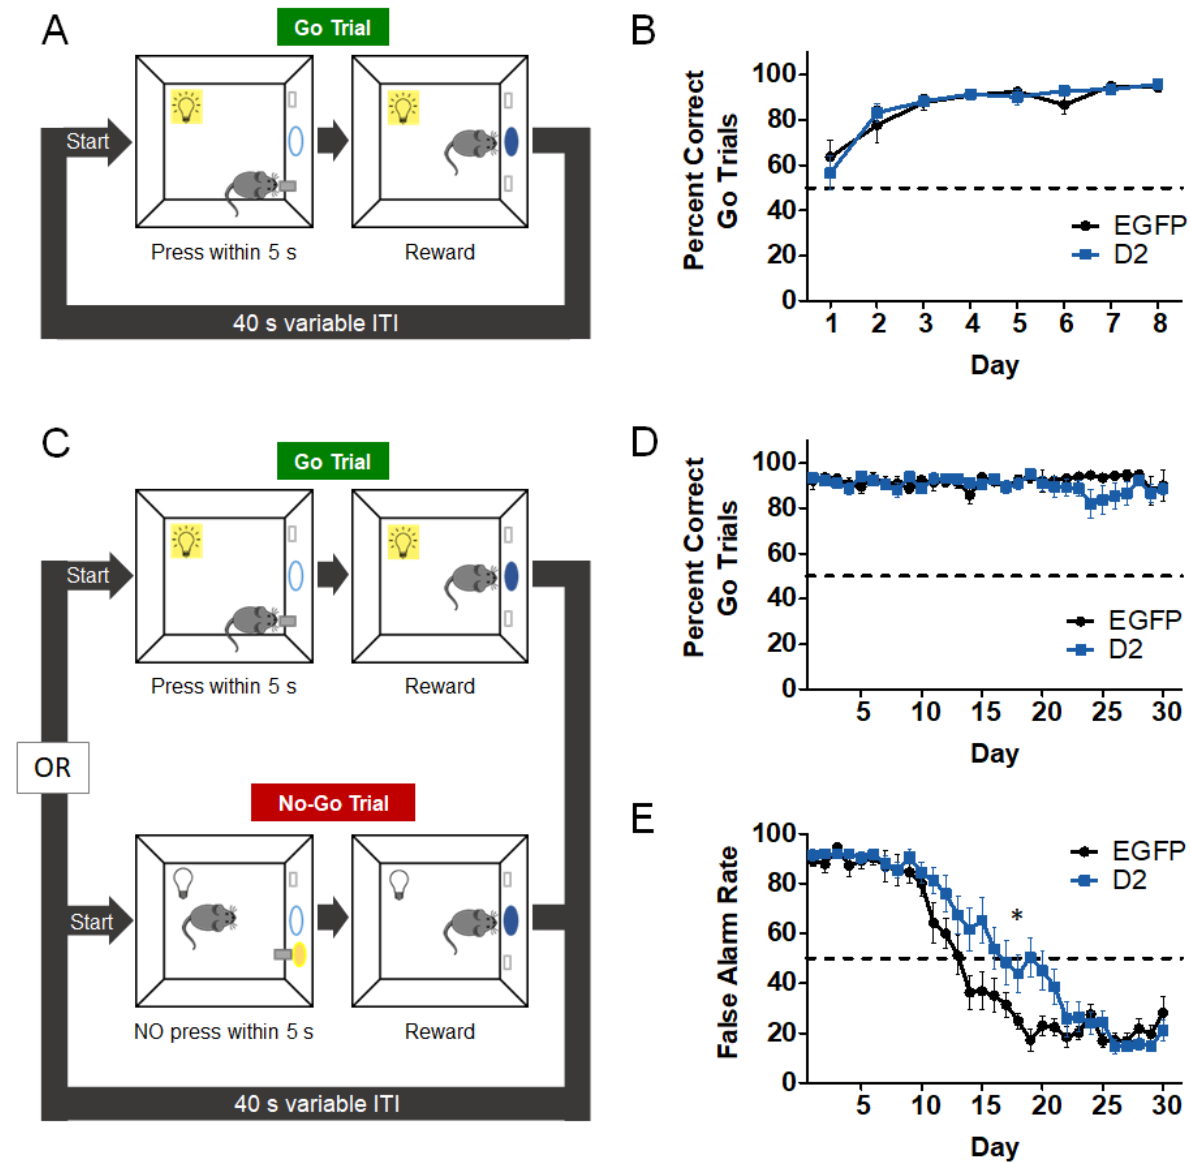 A
Go Trial
Start
Press within 5 s
Reward
40 s variable ITI
B
Percent Correct
Go Trials
100
80
60
40
20
0
EGFP
D2
1 2 3 4 5 6 7 8
Day
C
Go Trial
Start
Press within 5 s
Reward
OR
No-Go Trial
Start
NO press within 5 s
Reward
40 s variable ITI
D
Percent Correct
Go Trials
100
80
60
40
20
0
EGFP
D2
5 10 15 20 25 30
Day
E
False Alarm Rate
100
80
60
40
20
0
EGFP
D2
*
5 10 15 20 25 30
Day